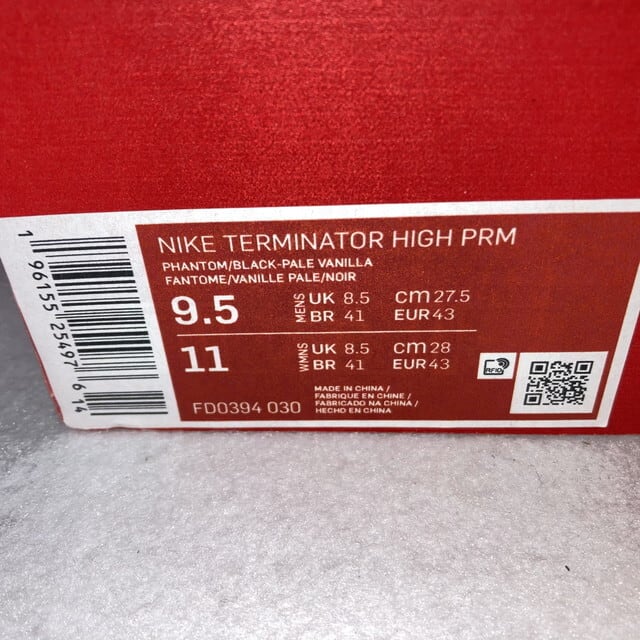 NIKE TERMINATOR HIGH PRM
PHANTOM/BLACK-PALE VANILLA
FANTOME/VANILLE PALE/NOIR
9.5 MENS UK 8.5 cm 27.5
BR 41 EUR 43
11 WMNS UK 8.5 cm 28
BR 41 EUR 43
FD0394 030
MADE IN CHINA /
FABRIQUE EN CHINE /
FABRICADO NA CHINA /
HECHO EN CHINA
RFID
1 96155 25497 6 14